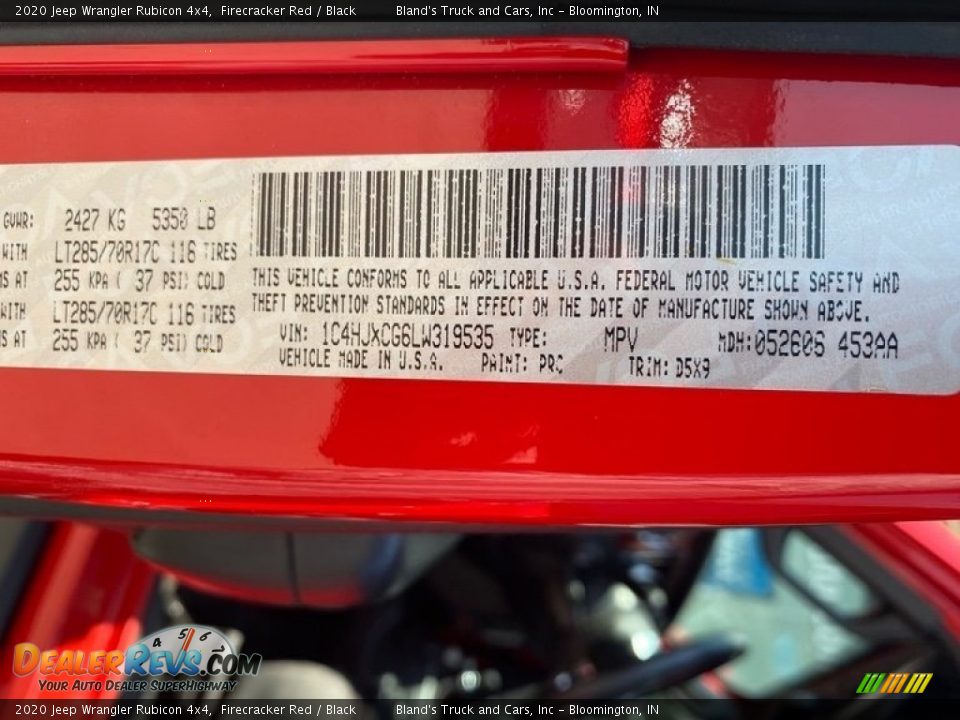 2020 Jeep Wrangler Rubicon 4x4, Firecracker Red / Black Bland's Truck and Cars, Inc - Bloomington, IN
GVWR: 2427 KG 5350 LB
WITH LT285/70R17C 116 TIRES
AT 255 KPA ( 37 PSI) COLD
WITH LT285/70R17C 116 TIRES
AT 255 KPA ( 37 PSI) COLD
THIS VEHICLE CONFORMS TO ALL APPLICABLE U.S.A. FEDERAL MOTOR VEHICLE SAFETY AND
THEFT PREVENTION STANDARDS IN EFFECT ON THE DATE OF MANUFACTURE SHOWN ABOVE.
VIN: 1C4HJXCG6LW319535 TYPE: MPV MDH:052606 453AA
VEHICLE MADE IN U.S.A. PAINT: PRC TRIM: D5X9
4 5 6
DealerRevs.com
Your Auto Dealer SuperHighway
2020 Jeep Wrangler Rubicon 4x4, Firecracker Red / Black Bland's Truck and Cars, Inc - Bloomington, IN